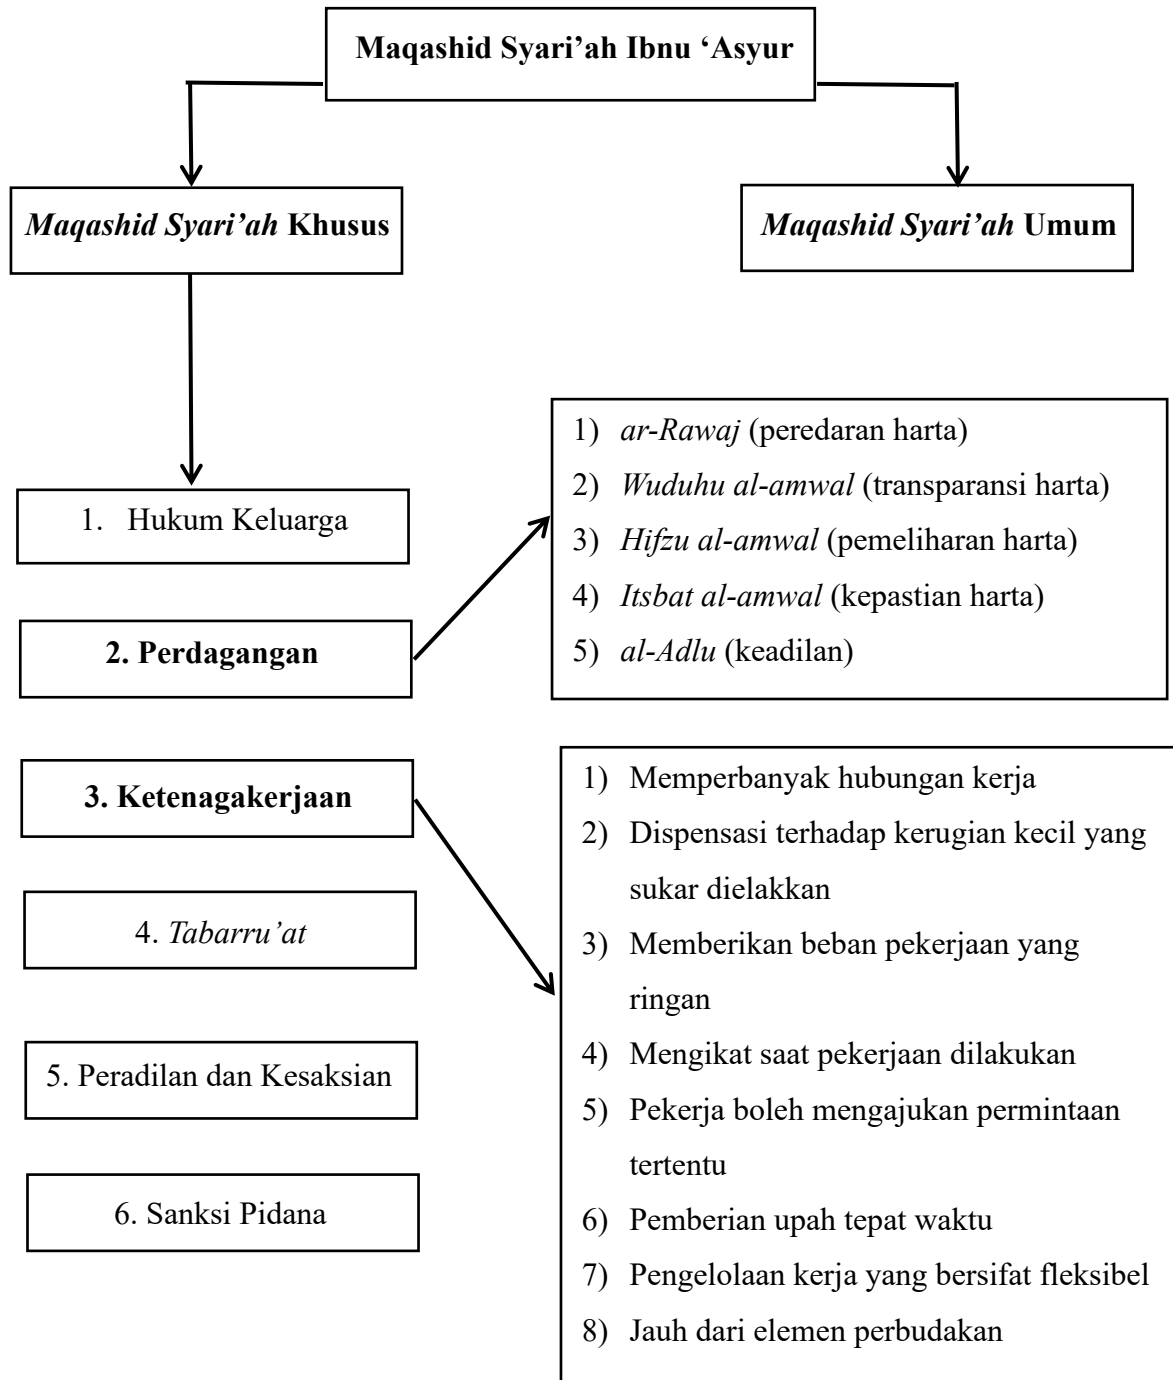 Maqashid Syari’ah Ibnu ‘Asyur
Maqashid Syari’ah Khusus
Maqashid Syari’ah Umum
1. Hukum Keluarga
2. Perdagangan
3. Ketenagakerjaan
4. Tabarru’at
5. Peradilan dan Kesaksian
6. Sanksi Pidana
1) ar-Rawaj (peredaran harta)
2) Wuduhu al-amwal (transparansi harta)
3) Hifzu al-amwal (pemeliharan harta)
4) Itsbat al-amwal (kepastian harta)
5) al-Adlu (keadilan)
1) Memperbanyak hubungan kerja
2) Dispensasi terhadap kerugian kecil yang
sukar dielakkan
3) Memberikan beban pekerjaan yang
ringan
4) Mengikat saat pekerjaan dilakukan
5) Pekerja boleh mengajukan permintaan
tertentu
6) Pemberian upah tepat waktu
7) Pengelolaan kerja yang bersifat fleksibel
8) Jauh dari elemen perbudakan